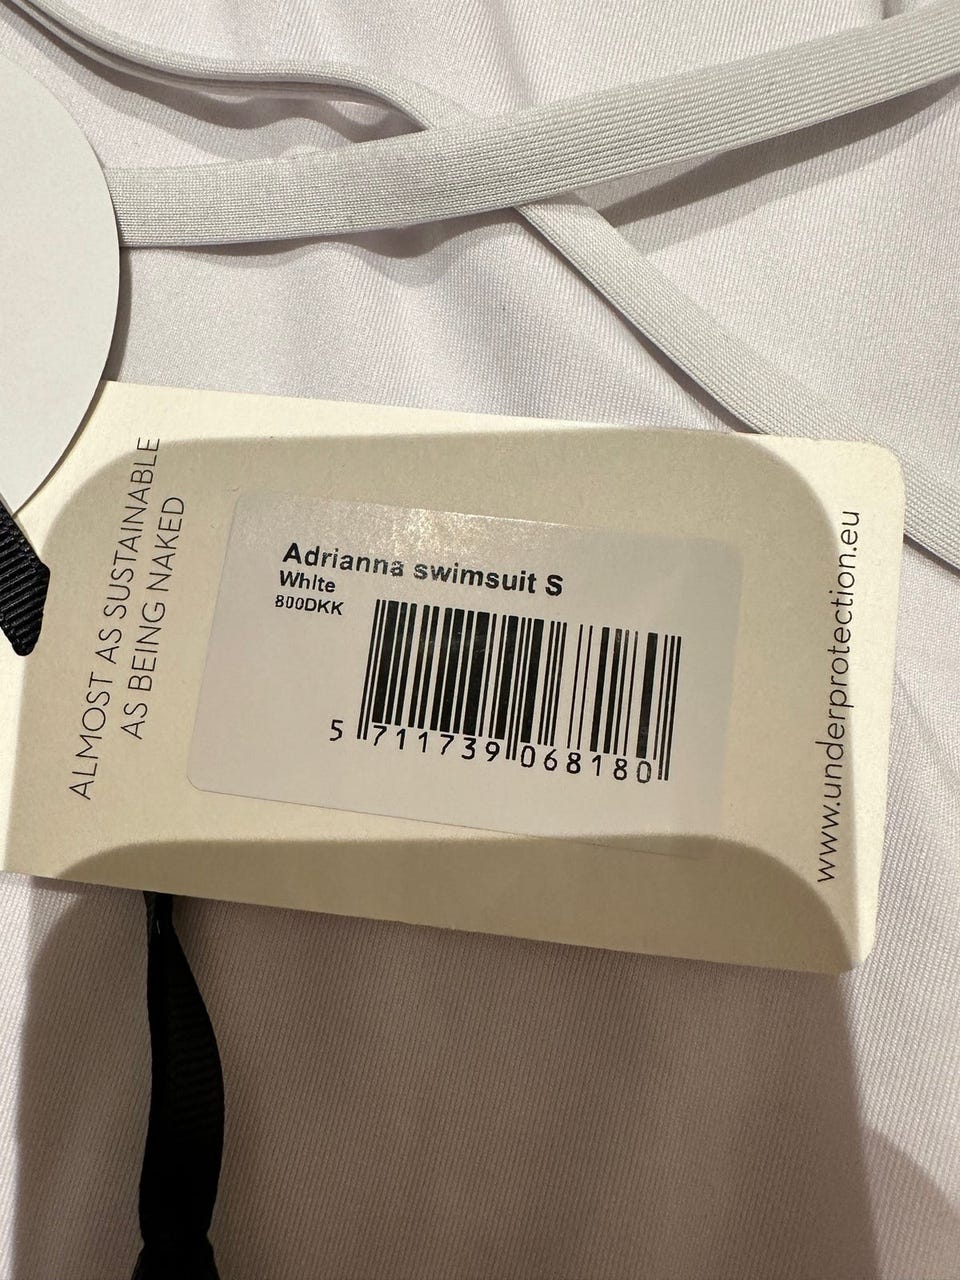 ALMOST AS SUSTAINABLE
AS BEING NAKED
Adrianna swimsuit S
White
800DKK
5 711739 068180
www.underprotection.eu